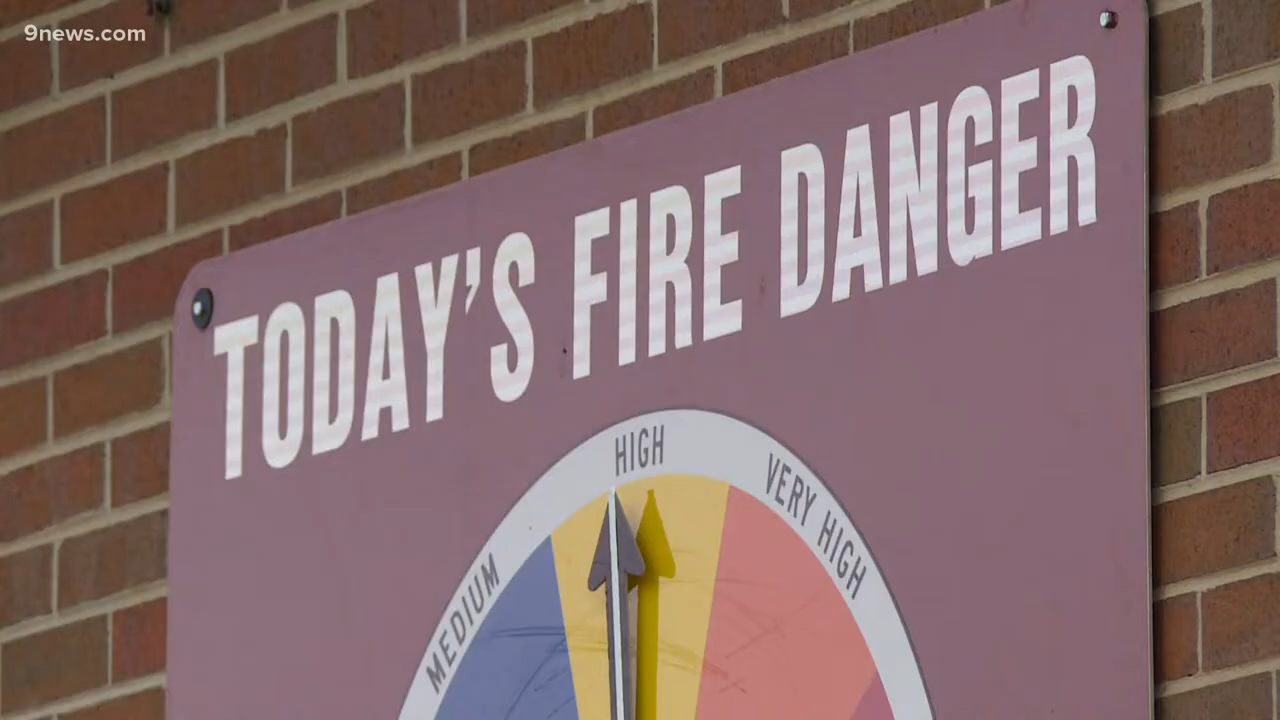 9news.com
TODAY'S FIRE DANGER
HIGH
VERY HIGH
MEDIUM